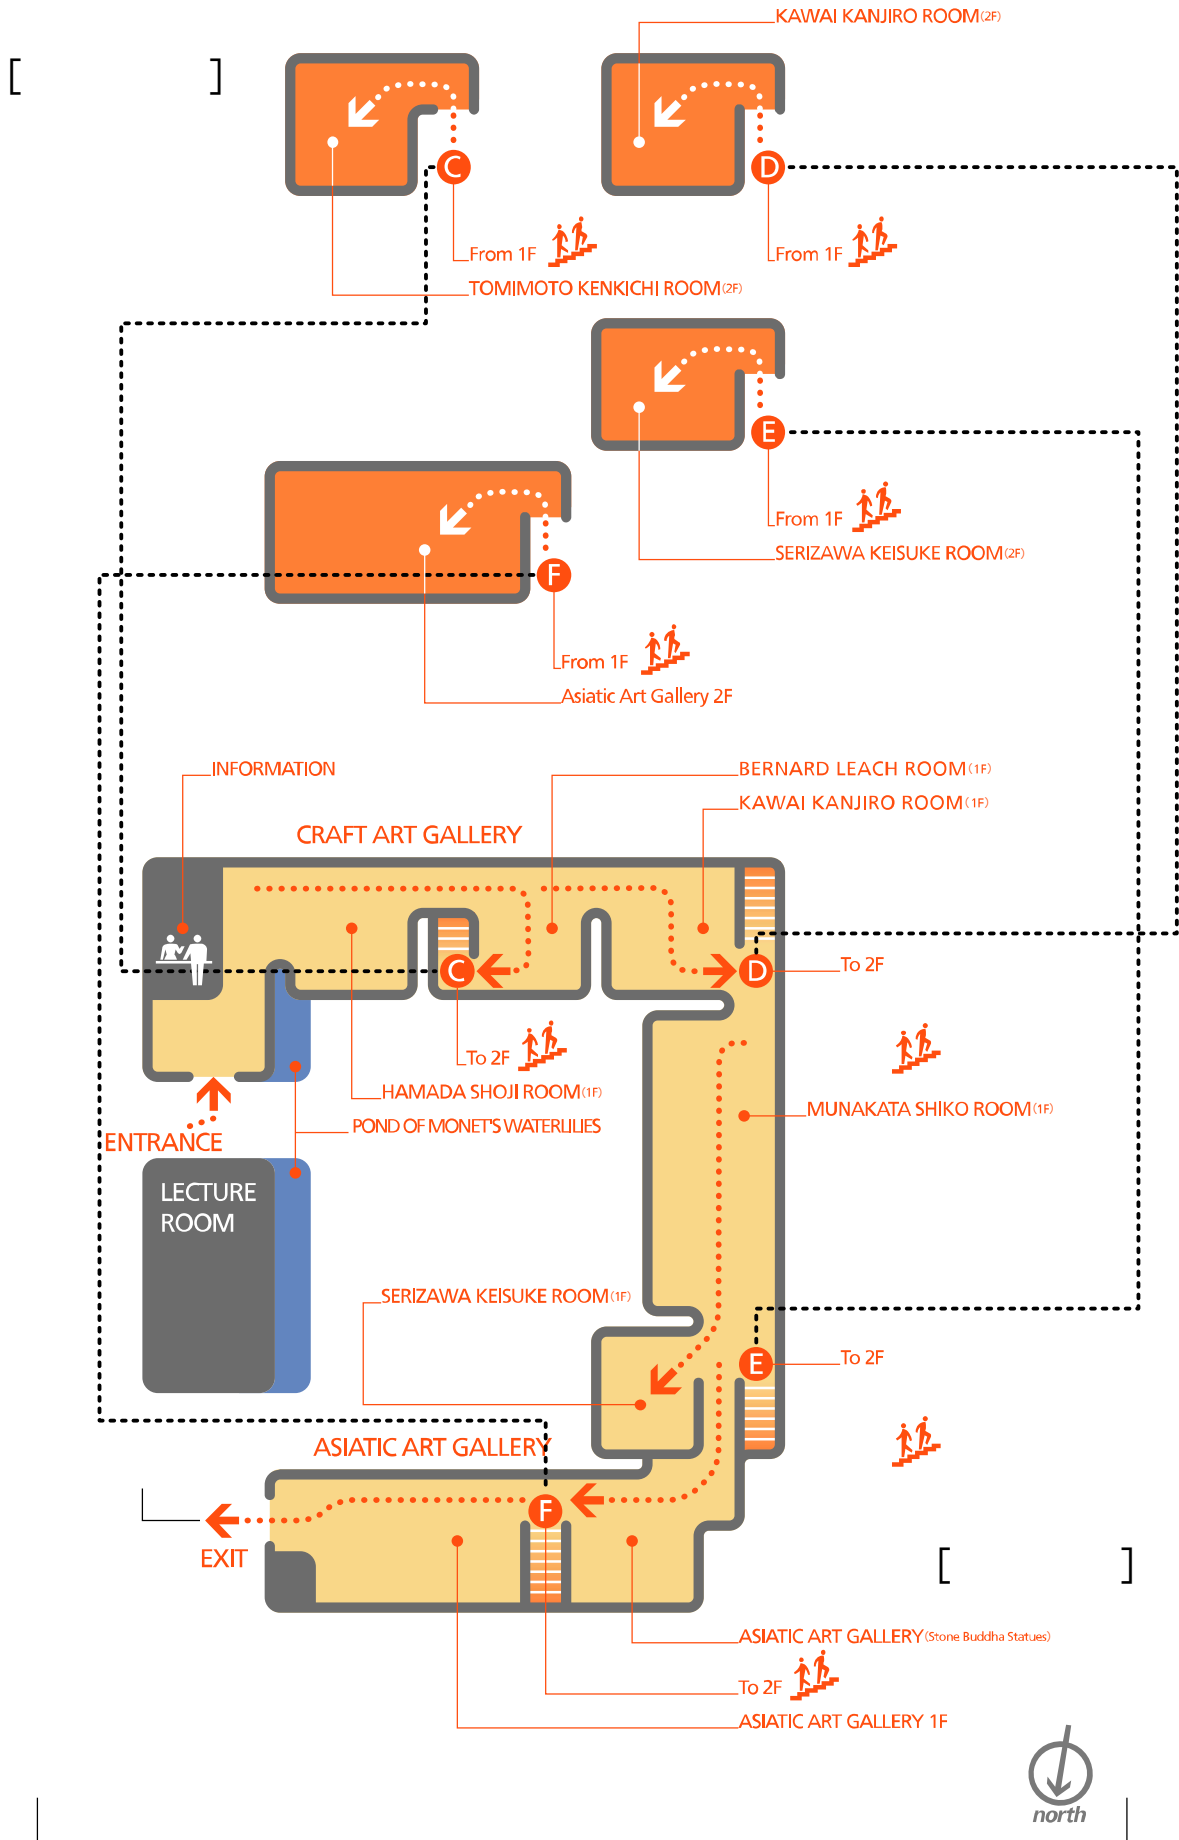 KAWAI KANJIRO ROOM(2F)
[ ]
C
D
From 1F
From 1F
TOMIMOTO KENKICHI ROOM(2F)
E
From 1F
SERIZAWA KEISUKE ROOM(2F)
F
From 1F
Asiatic Art Gallery 2F
INFORMATION
BERNARD LEACH ROOM(1F)
KAWAI KANJIRO ROOM(1F)
CRAFT ART GALLERY
C
D
To 2F
To 2F
HAMADA SHOJI ROOM(1F)
MUNAKATA SHIKO ROOM(1F)
POND OF MONET'S WATERLILIES
ENTRANCE
LECTURE
ROOM
SERIZAWA KEISUKE ROOM(1F)
E
To 2F
ASIATIC ART GALLERY
F
EXIT
[ ]
ASIATIC ART GALLERY(Stone Buddha Statues)
To 2F
ASIATIC ART GALLERY 1F
north